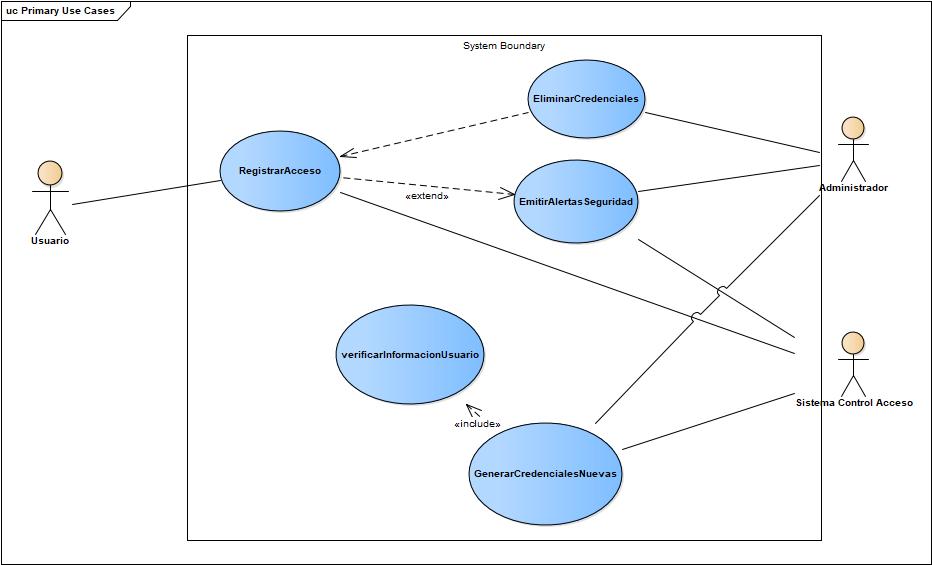 uc Primary Use Cases
System Boundary
EliminarCredenciales
RegistrarAcceso
EmitirAlertasSeguridad
«extend»
Administrador
Usuario
verificarInformacionUsuario
Sistema Control Acceso
«include»
GenerarCredencialesNuevas